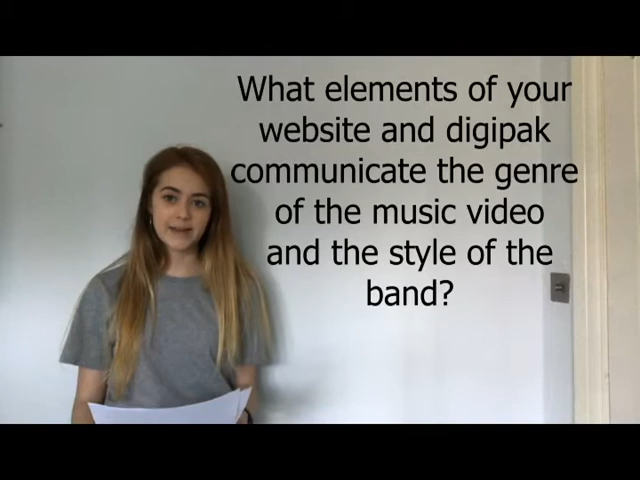 What elements of your
website and digipak
communicate the genre
of the music video
and the style of the
band?